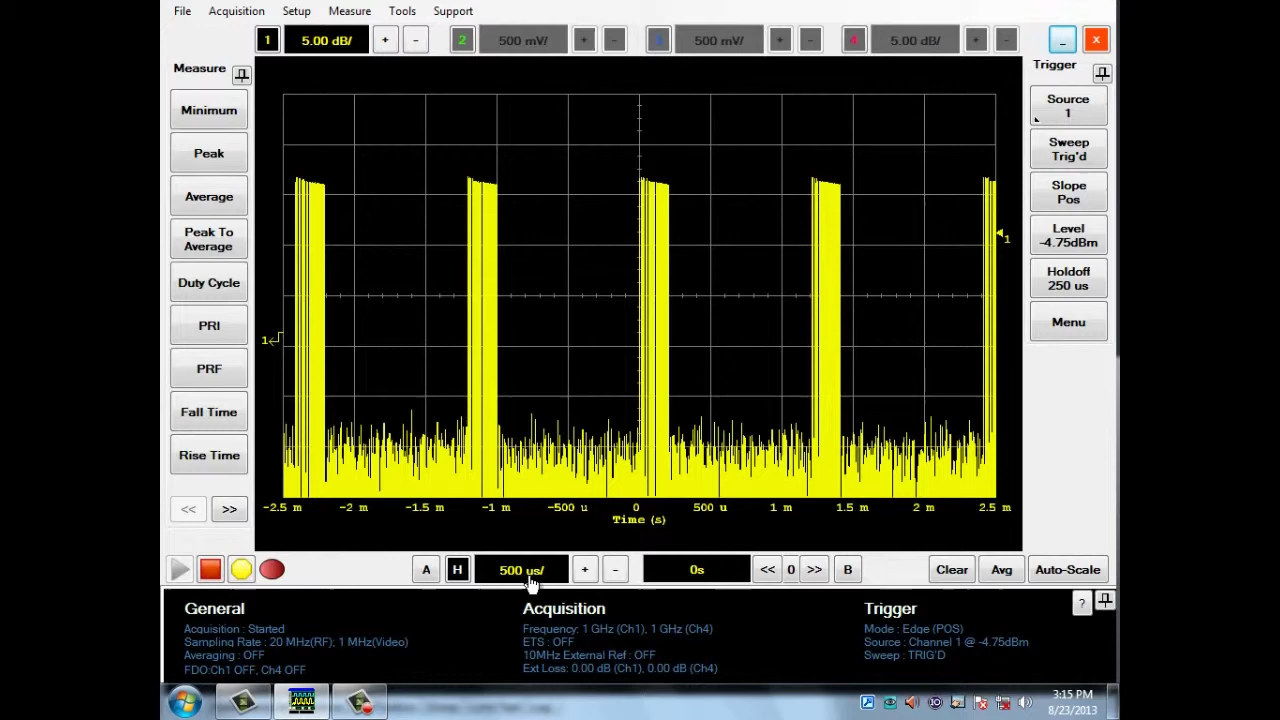 File Acquisition Setup Measure Tools Support
1 5.00 dB/ + - 2 500 mV/ + - 3 500 mV/ + - 4 5.00 dB/ + - _ x
Measure
Minimum
Peak
Average
Peak To
Average
Duty Cycle
PRI
PRF
Fall Time
Rise Time
<< >>
1
1
-2.5 m -2 m -1.5 m -1 m -500 u 0 500 u 1 m 1.5 m 2 m 2.5 m
Time (s)
Trigger
Source
1
Sweep
Trig'd
Slope
Pos
Level
-4.75dBm
Holdoff
250 us
Menu
A H 500 us/ + - 0s << 0 >> B Clear Avg Auto-Scale
General
Acquisition : Started
Sampling Rate : 20 MHz(RF); 1 MHz(Video)
Averaging : OFF
FDO:Ch1 OFF, Ch4 OFF
Acquisition
Frequency: 1 GHz (Ch1), 1 GHz (Ch4)
ETS : OFF
10MHz External Ref : OFF
Ext Loss: 0.00 dB (Ch1), 0.00 dB (Ch4)
Trigger
Mode : Edge (POS)
Source : Channel 1 @ -4.75dBm
Sweep : TRIG'D
?
3:15 PM
8/23/2013